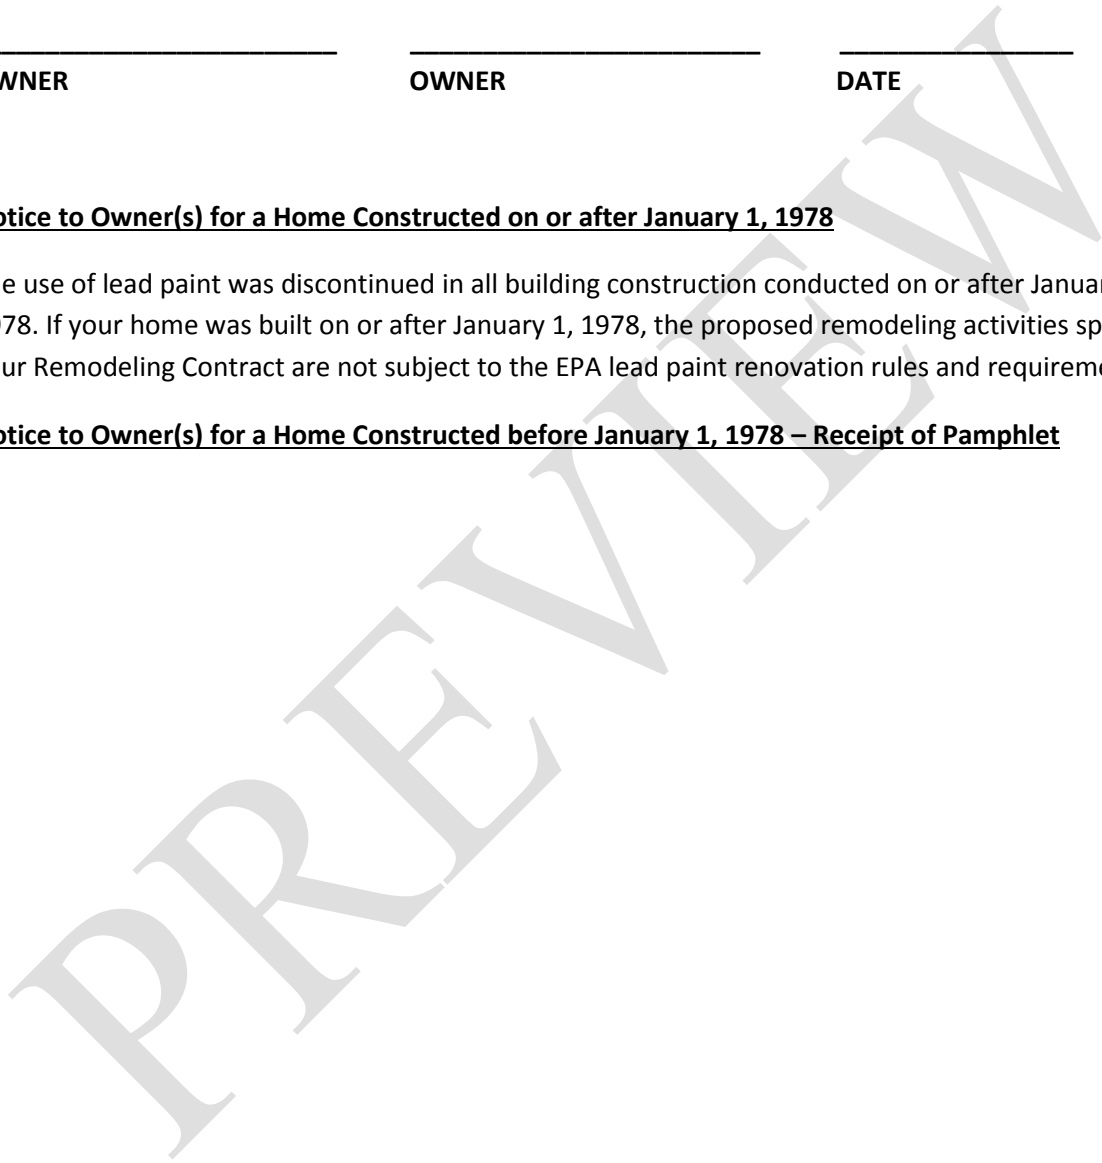 WNER OWNER DATE
otice to Owner(s) for a Home Constructed on or after January 1, 1978
e use of lead paint was discontinued in all building construction conducted on or after Januar
978. If your home was built on or after January 1, 1978, the proposed remodeling activities sp
ur Remodeling Contract are not subject to the EPA lead paint renovation rules and requireme
otice to Owner(s) for a Home Constructed before January 1, 1978 – Receipt of Pamphlet
PREVIEW